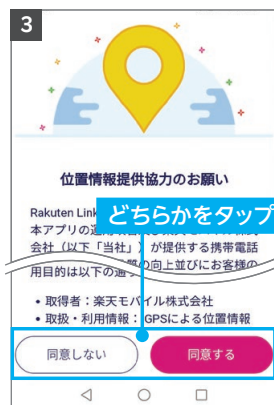 3
位置情報提供協力のお願い
Rakuten Link
どちらかをタップ
本アプリの運
会社（以下「当社」）が提供する携帯電話
の向上並びにお客様の
用目的は以下の通
• 取得者：楽天モバイル株式会社
• 取扱・利用情報：GPSによる位置情報
同意しない
同意する